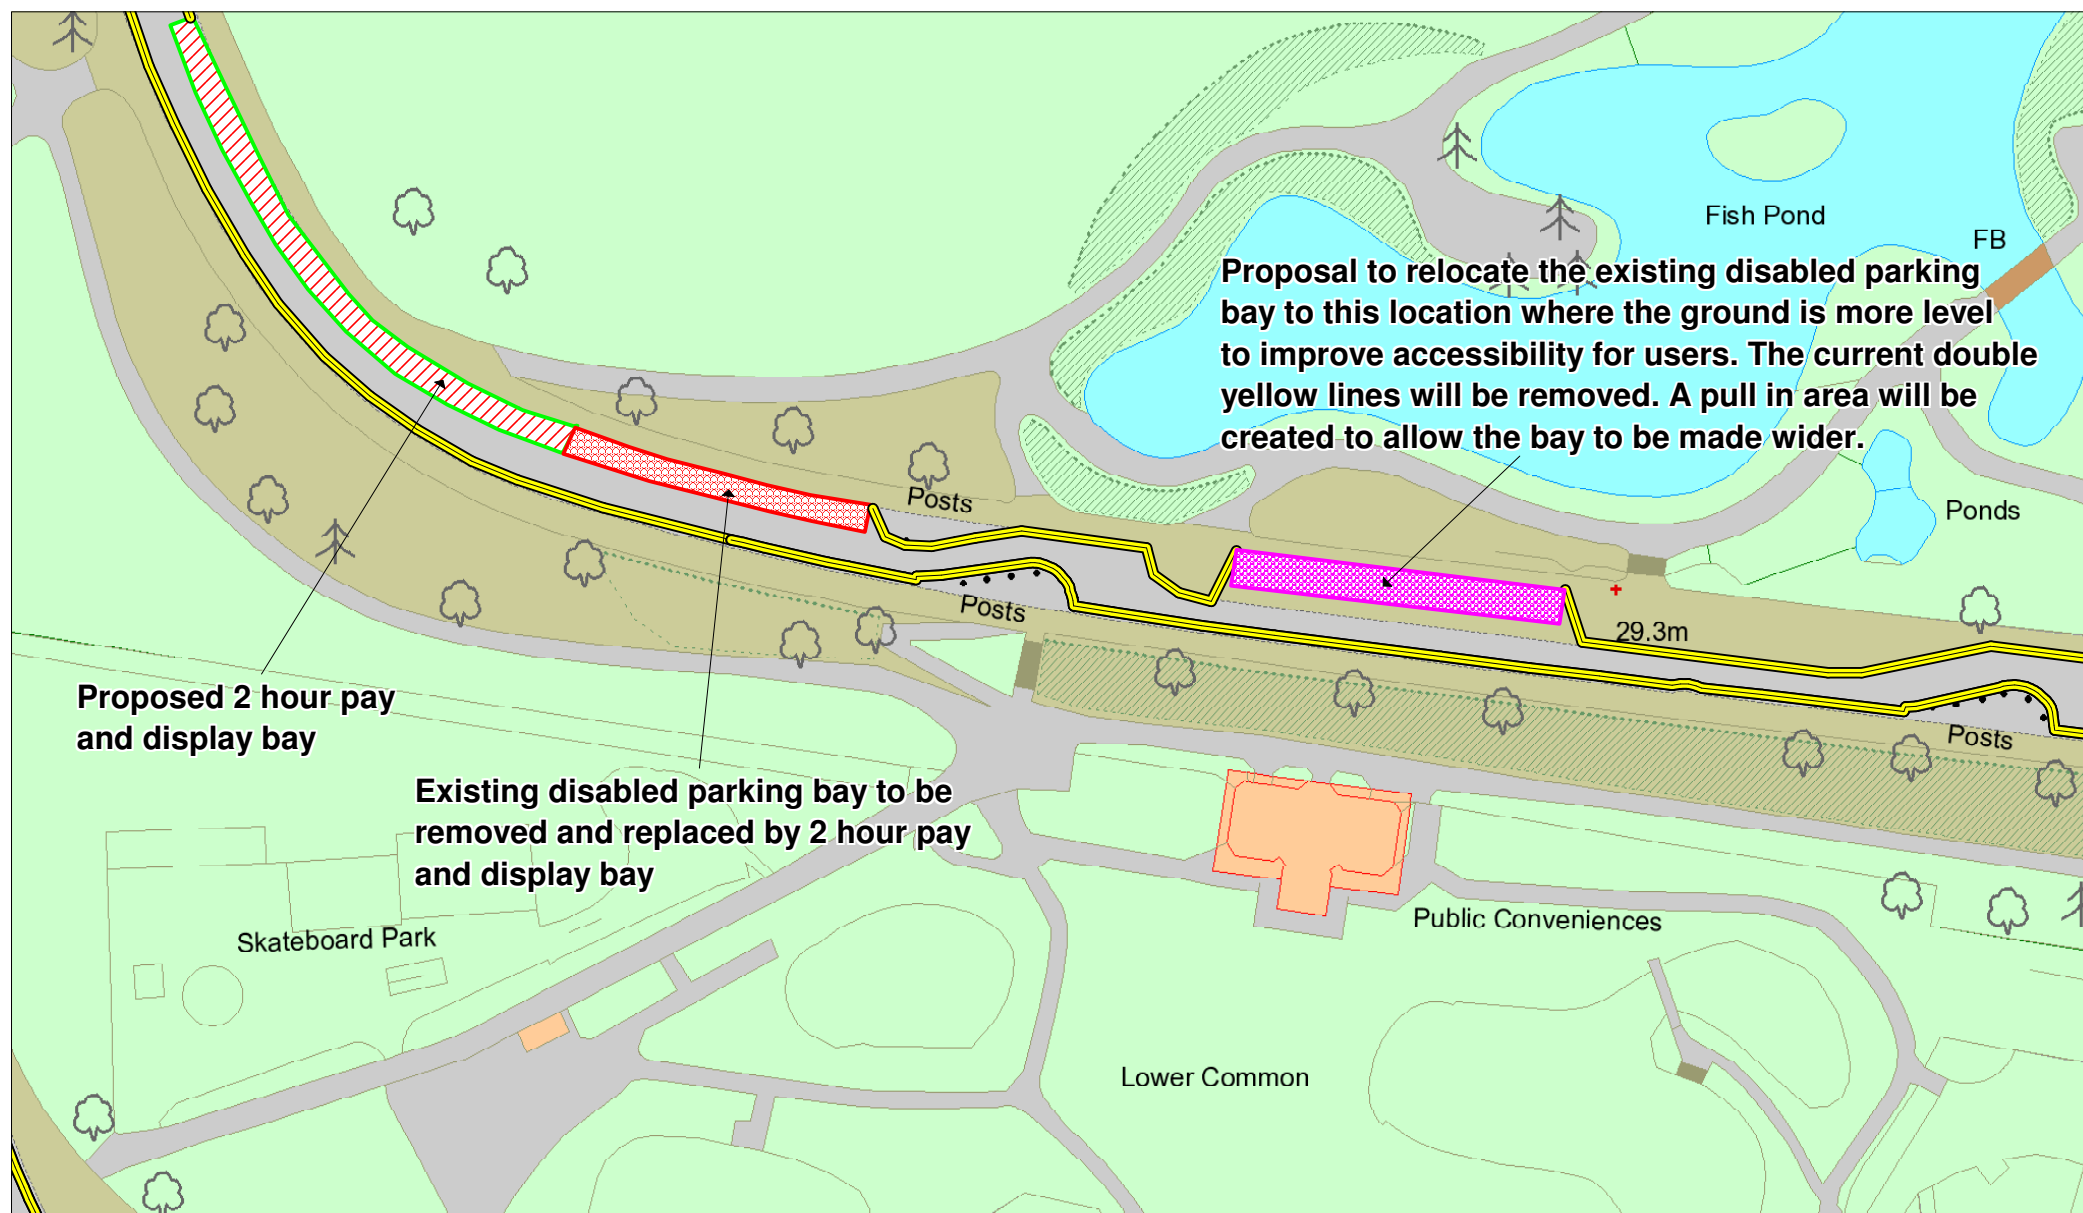 Fish Pond
FB
Proposal to relocate the existing disabled parking
bay to this location where the ground is more level
to improve accessibility for users. The current double
yellow lines will be removed. A pull in area will be
created to allow the bay to be made wider.
Posts
Ponds
Posts
29.3m
Proposed 2 hour pay
and display bay
Posts
Existing disabled parking bay to be
removed and replaced by 2 hour pay
and display bay
Skateboard Park
Public Conveniences
Lower Common